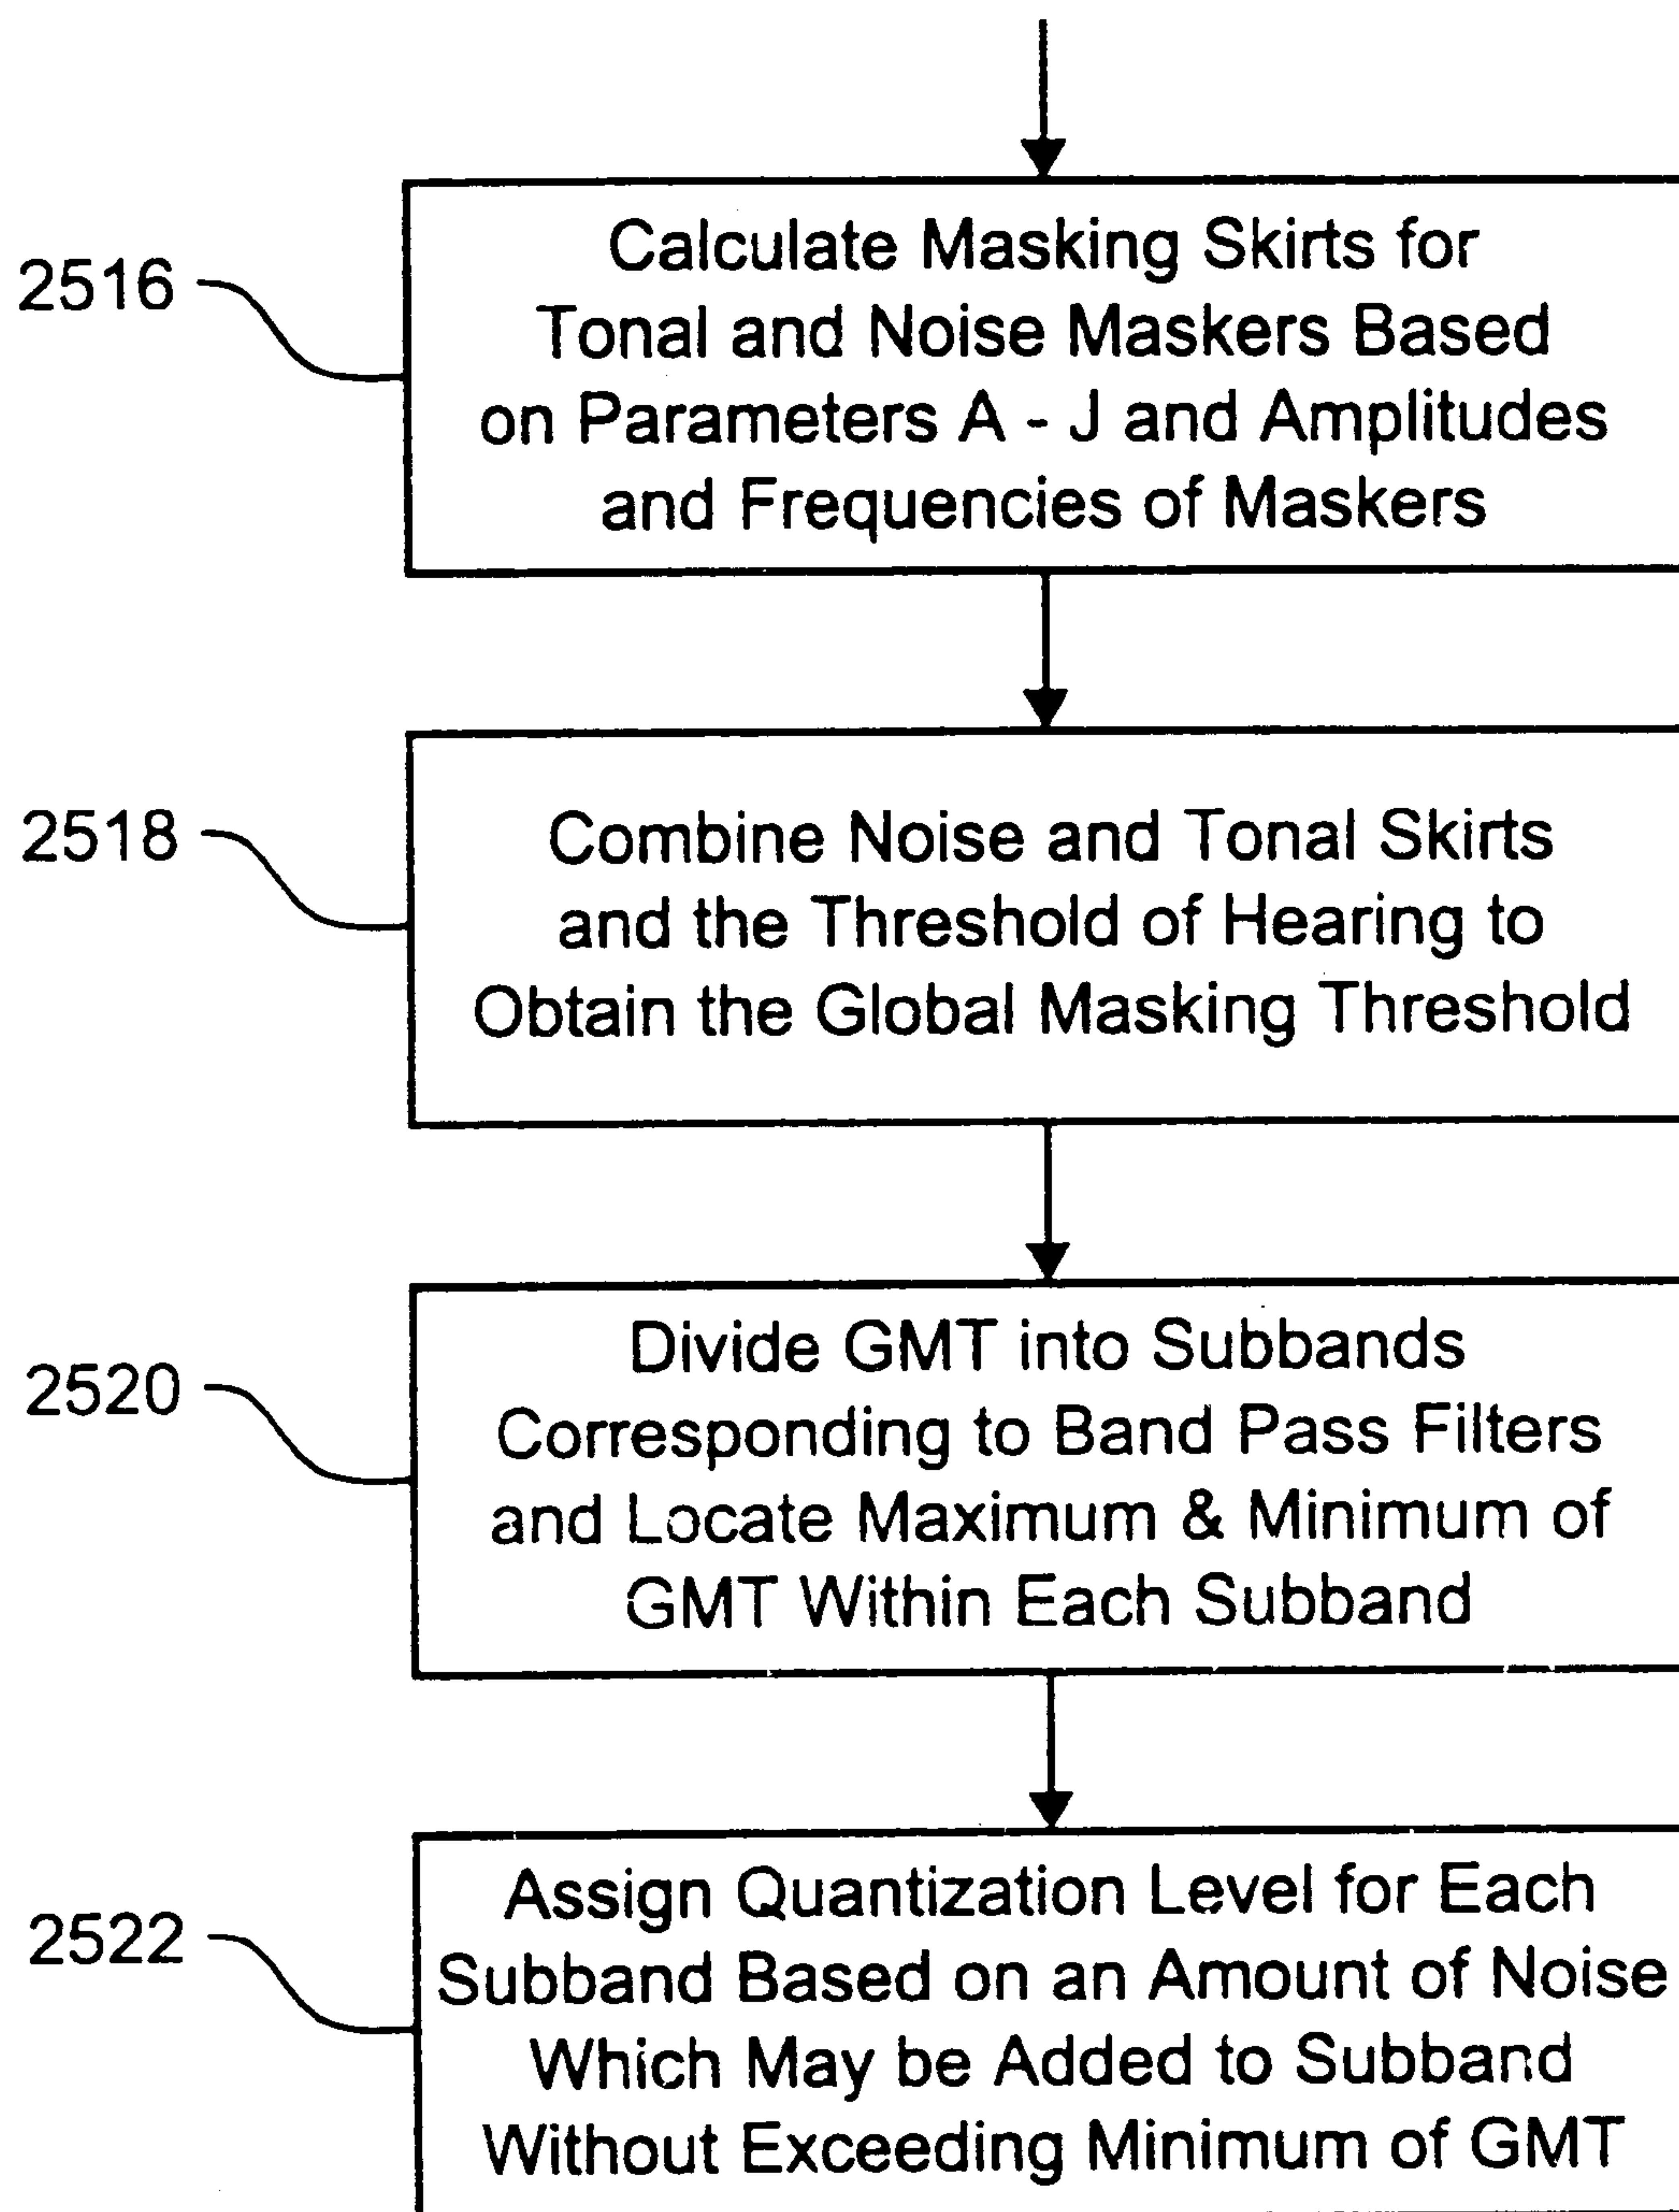 2516
Calculate Masking Skirts for
Tonal and Noise Maskers Based
on Parameters A - J and Amplitudes
and Frequencies of Maskers
2518
Combine Noise and Tonal Skirts
and the Threshold of Hearing to
Obtain the Global Masking Threshold
2520
Divide GMT into Subbands
Corresponding to Band Pass Filters
and Locate Maximum & Minimum of
GMT Within Each Subband
2522
Assign Quantization Level for Each
Subband Based on an Amount of Noise
Which May be Added to Subband
Without Exceeding Minimum of GMT